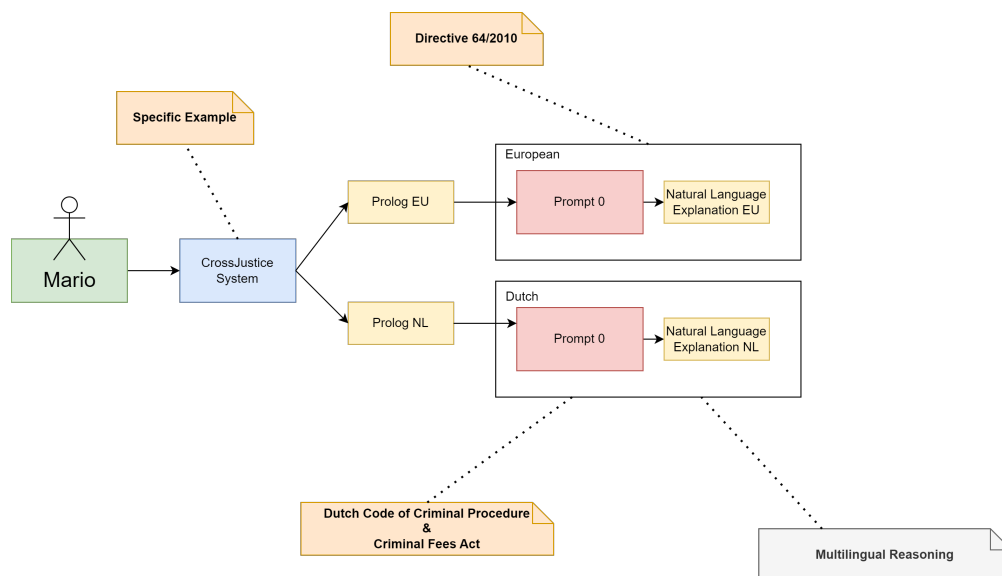 Directive 64/2010
Specific Example
European
Prompt 0
Natural Language
Explanation EU
Prolog EU
Mario
CrossJustice
System
Prolog NL
Dutch
Prompt 0
Natural Language
Explanation NL
Dutch Code of Criminal Procedure
&
Criminal Fees Act
Multilingual Reasoning